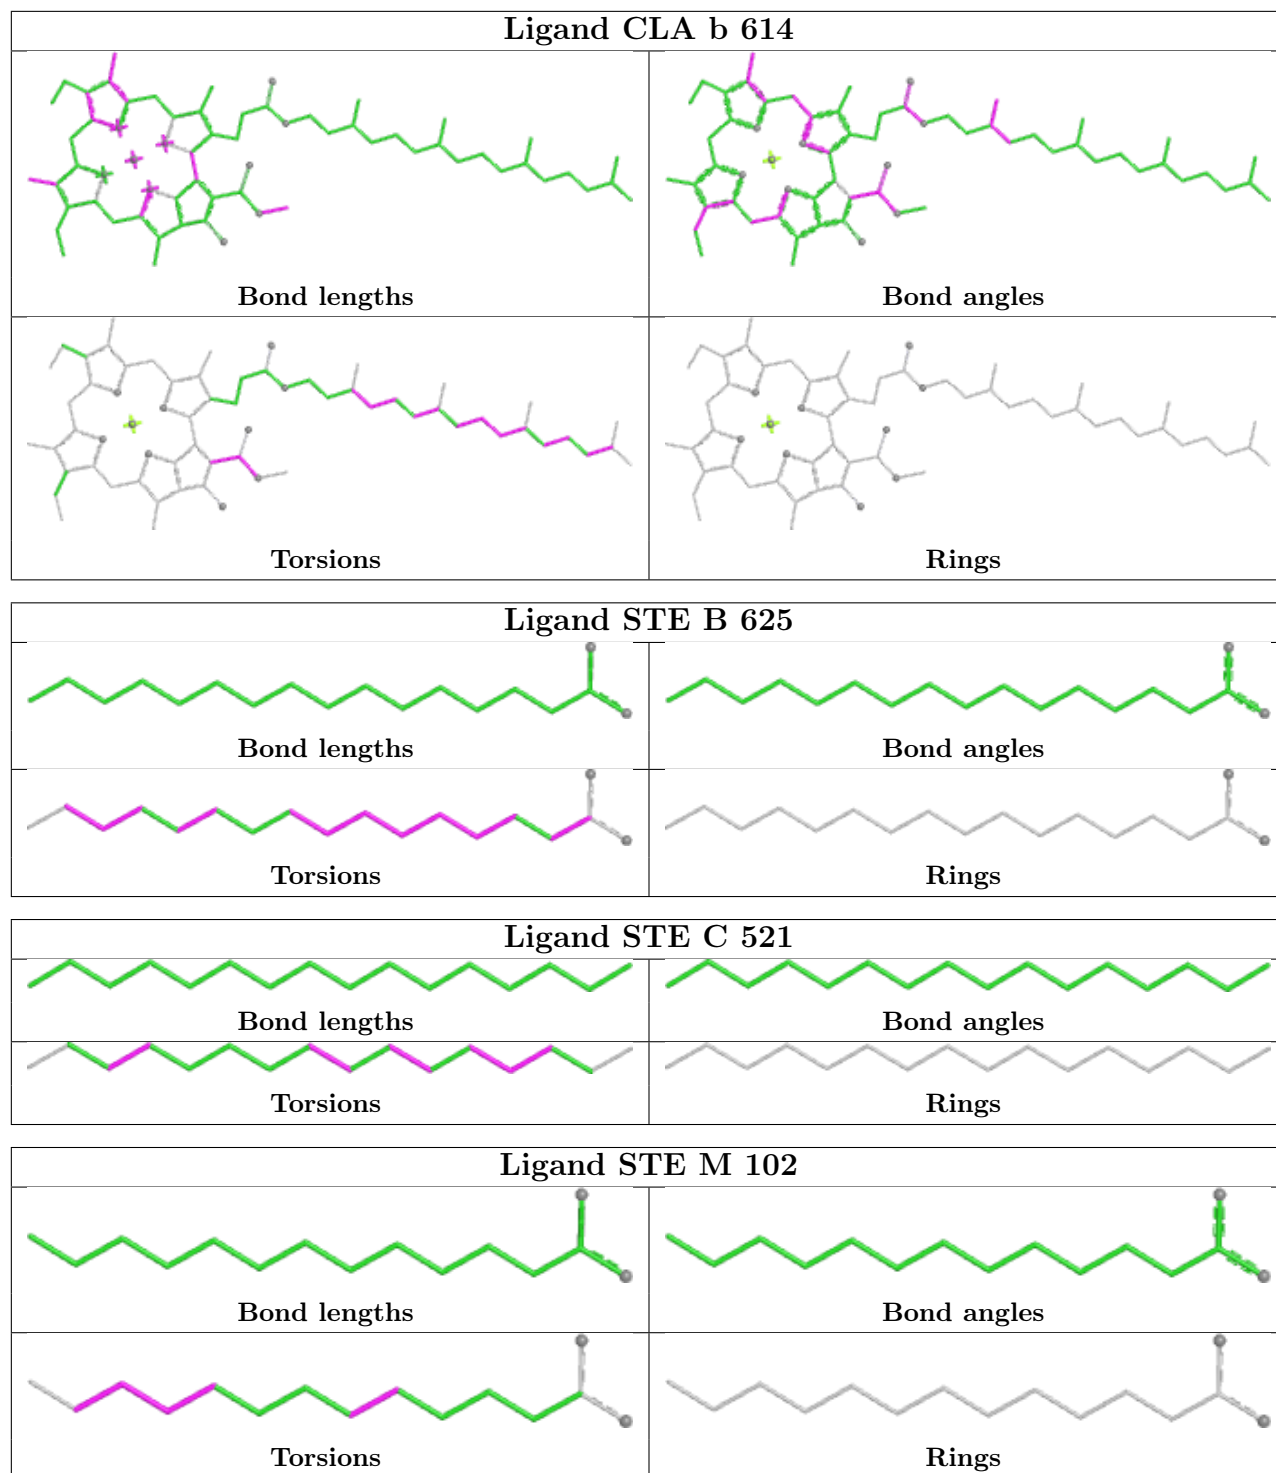 Ligand CLA b 614
Bond lengths
Bond angles
Torsions
Rings
Ligand STE B 625
Bond lengths
Bond angles
Torsions
Rings
Ligand STE C 521
Bond lengths
Bond angles
Torsions
Rings
Ligand STE M 102
Bond lengths
Bond angles
Torsions
Rings